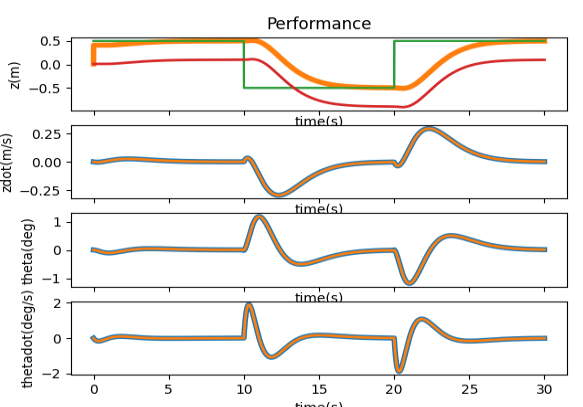 Performance
0.5
0.0
−0.5
z(m)
time(s)
0.25
0.00
−0.25
zdot(m/s)
time(s)
1
0
−1
theta(deg)
time(s)
2
0
−2
thetadot(deg/s)
0 5 10 15 20 25 30
time(s)